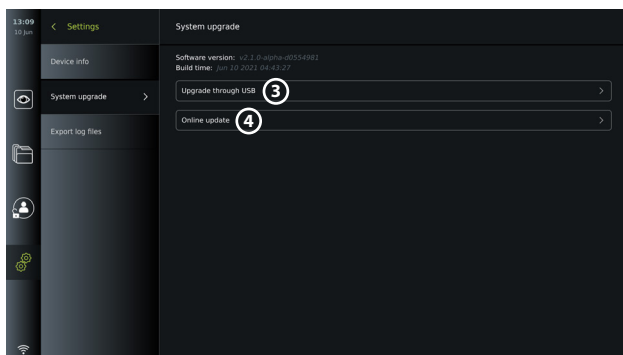 13:09
10 Jun
Settings
System upgrade
Device info
System upgrade
Export log files
Software version: v2.1.0-alpha-d0554981
Build time: Jun 10 2021 04:43:27
Upgrade through USB 3
Online update 4